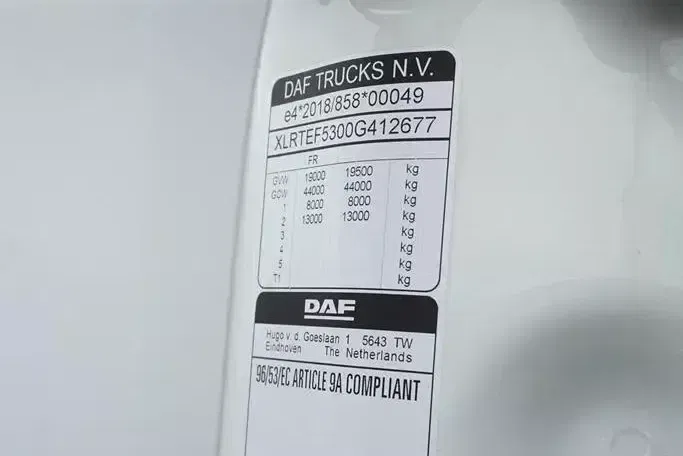 DAF TRUCKS N.V.
e4*2018/858*00049
XLRTEF5300G412677
FR
GVW 19000 19500 kg
GCW 44000 44000 kg
1 8000 8000 kg
2 13000 13000 kg
3 kg
4 kg
5 kg
T1 kg
DAF
Hugo v. d. Goeslaan 1 5643 TW
Eindhoven The Netherlands
96/53/EC ARTICLE 9A COMPLIANT